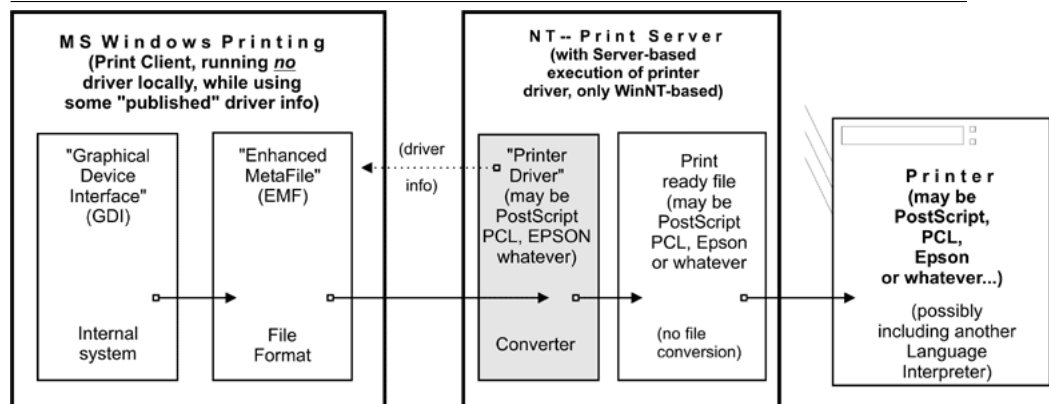 MS Windows Printing
(Print Client, running no
driver locally, while using
some "published" driver info)
"Graphical
Device
Interface"
(GDI)
Internal
system
"Enhanced
MetaFile"
(EMF)
File
Format
(driver
info)
NT -- Print Server
(with Server-based
execution of printer
driver, only WinNT-based)
"Printer
Driver"
(may be
PostScript
PCL, EPSON
whatever)
Converter
Print
ready file
(may be
PostScript
PCL, Epson
or whatever
(no file
conversion)
Printer
(may be
PostScript,
PCL,
Epson
or whatever...)
(possibly
including another
Language
Interpreter)